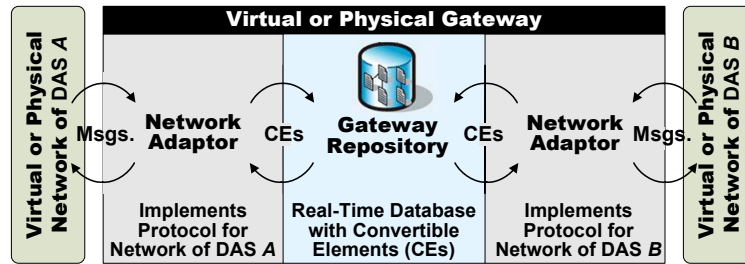 Virtual or Physical Gateway
Virtual or Physical
Network of DAS A
Msgs.
Network
Adaptor
CEs
Gateway
Repository
CEs
Network
Adaptor
Msgs.
Virtual or Physical
Network of DAS B
Implements
Protocol for
Network of DAS A
Real-Time Database
with Convertible
Elements (CEs)
Implements
Protocol for
Network of DAS B